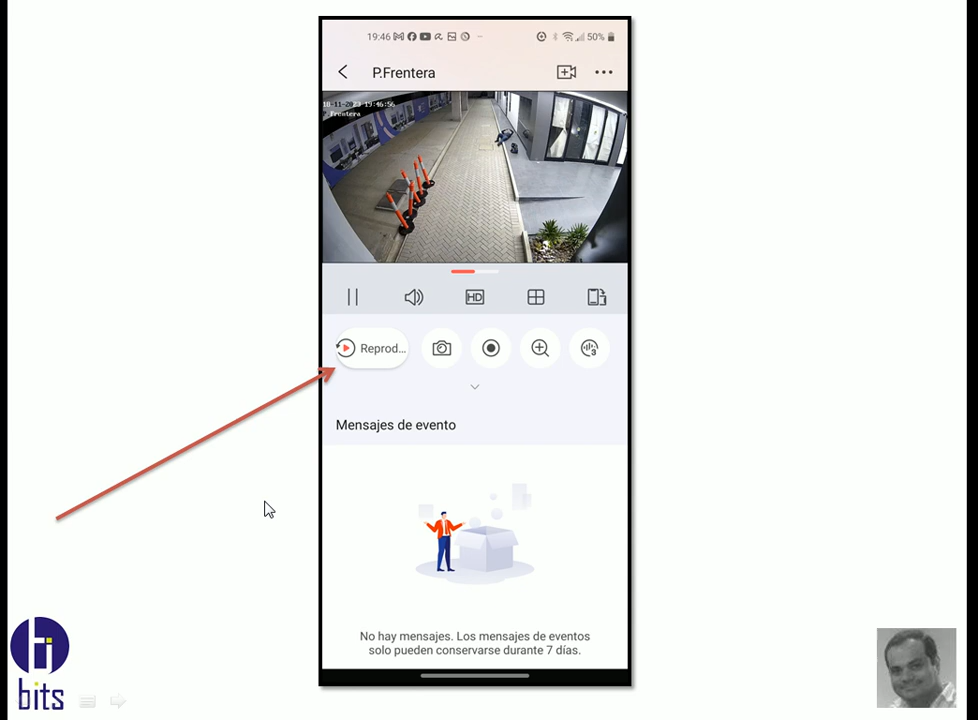 19:46
50%
P.Frentera
18-11-2023 19:46:56
Frentera
HD
Reprod...
3
Mensajes de evento
No hay mensajes. Los mensajes de eventos
solo pueden conservarse durante 7 días.
bits